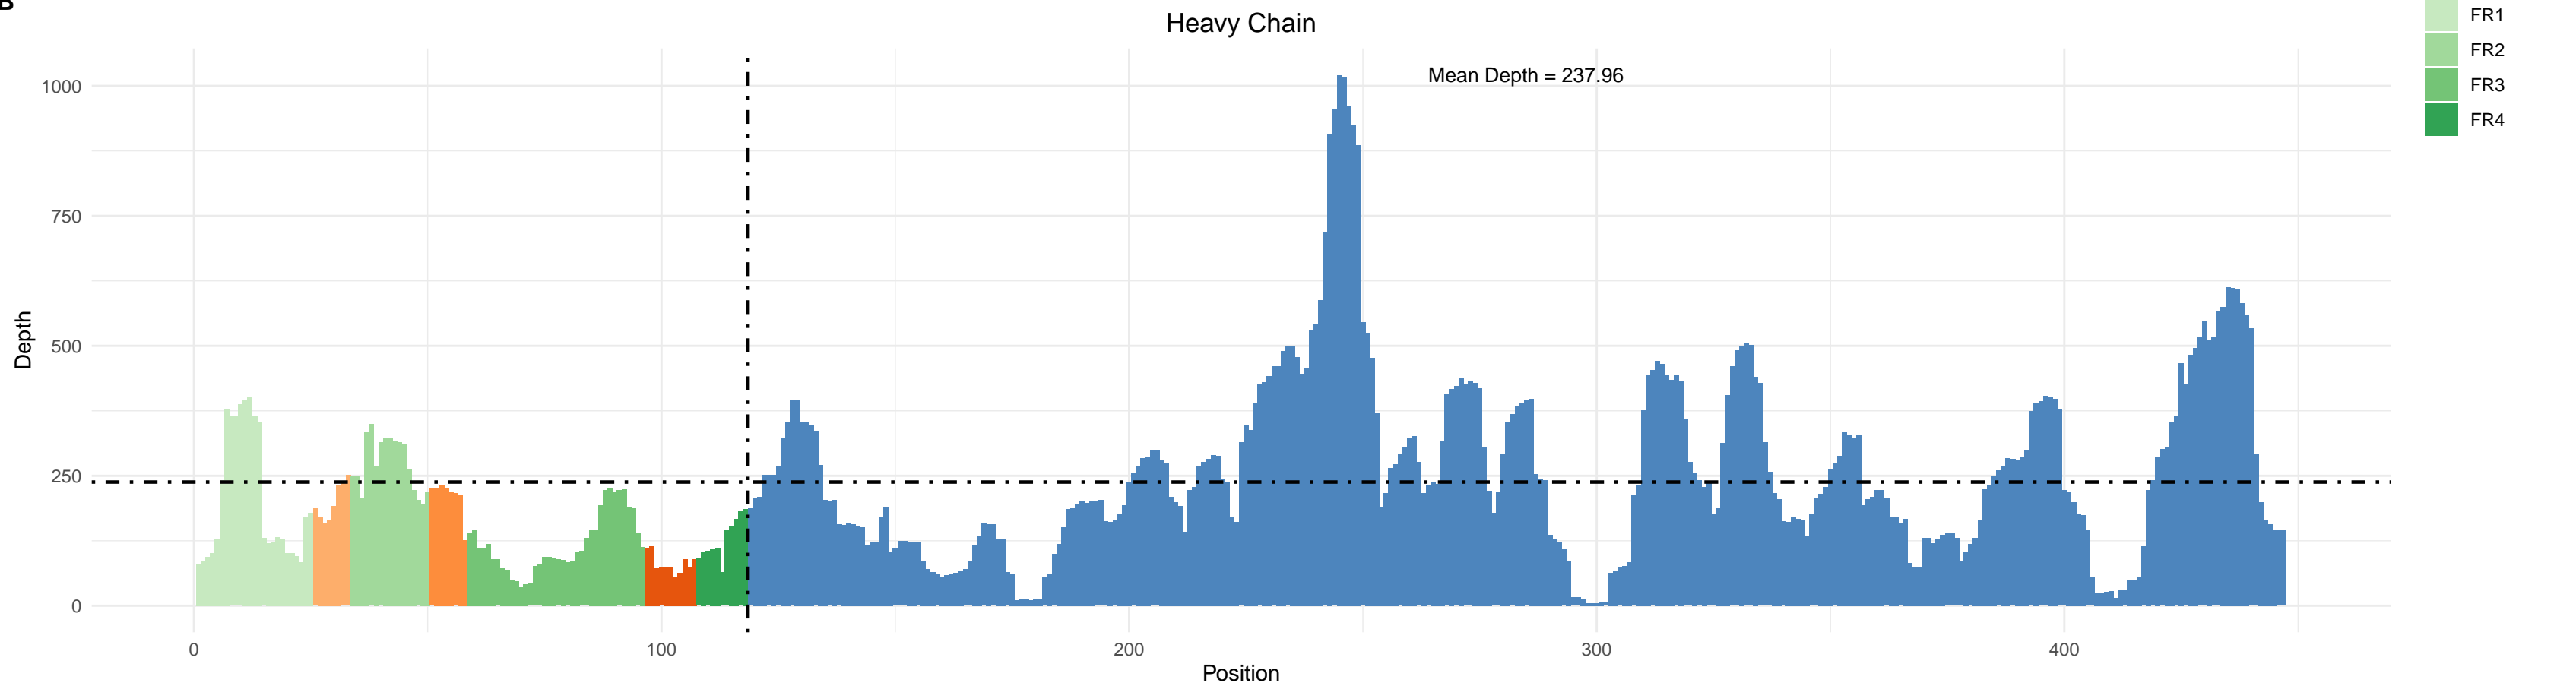 B
Heavy Chain
Mean Depth = 237.96
FR1
FR2
FR3
FR4
1000
750
500
250
0
Depth
0 100 200 300 400
Position